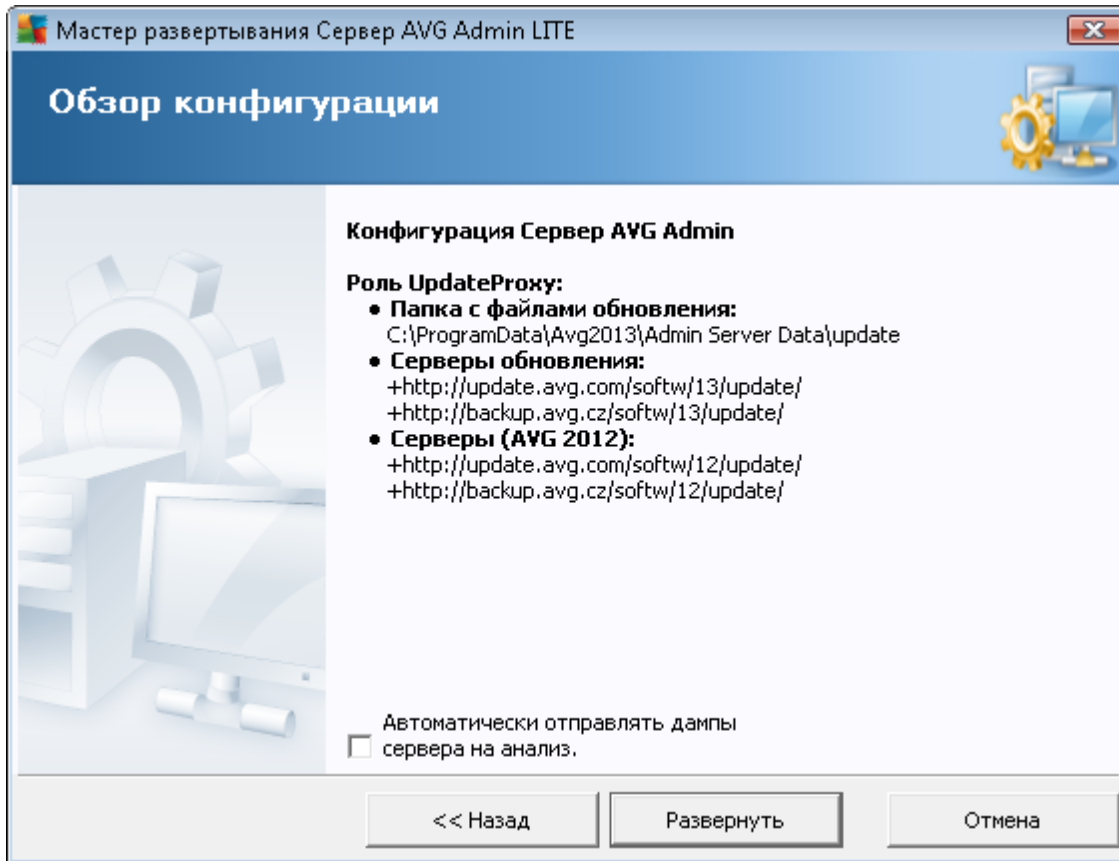 Мастер развертывания Сервер AVG Admin LITE
Обзор конфигурации
Конфигурация Сервер AVG Admin
Роль UpdateProxy:
● Папка с файлами обновления:
C:\ProgramData\Avg2013\Admin Server Data\update
● Серверы обновления:
+http://update.avg.com/softw/13/update/
+http://backup.avg.cz/softw/13/update/
● Серверы (AVG 2012):
+http://update.avg.com/softw/12/update/
+http://backup.avg.cz/softw/12/update/
Автоматически отправлять дампы
сервера на анализ.
<< Назад
Развернуть
Отмена